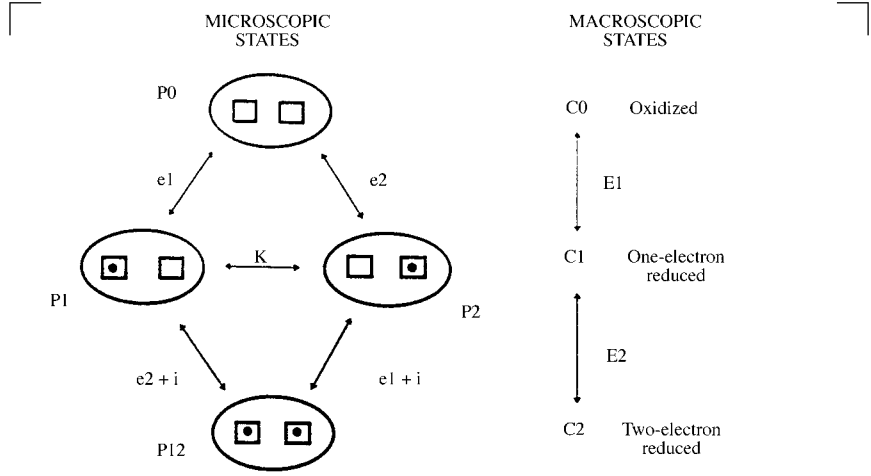 MICROSCOPIC
STATES
MACROSCOPIC
STATES
P0
C0 Oxidized
e1
e2
E1
K
C1 One-electron
reduced
P1
P2
E2
e2 + i
e1 + i
C2 Two-electron
reduced
P12